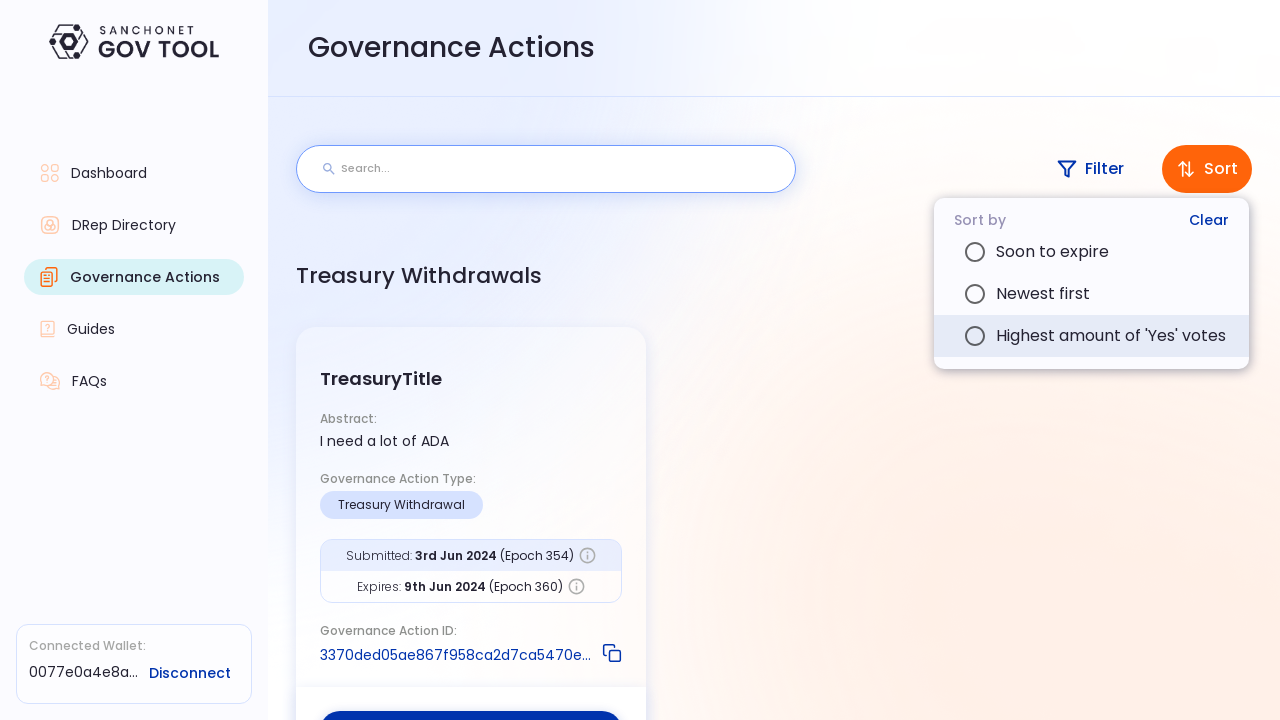 SANCHONET
GOV TOOL
Governance Actions
Dashboard
DRep Directory
Governance Actions
Guides
FAQs
Connected Wallet:
0077e0a4e8a...
Disconnect
Search...
Filter
Sort
Sort by
Clear
Soon to expire
Newest first
Highest amount of 'Yes' votes
Treasury Withdrawals
TreasuryTitle
Abstract:
I need a lot of ADA
Governance Action Type:
Treasury Withdrawal
Submitted: 3rd Jun 2024 (Epoch 354)
Expires: 9th Jun 2024 (Epoch 360)
Governance Action ID:
3370ded05ae867f958ca2d7ca5470e...